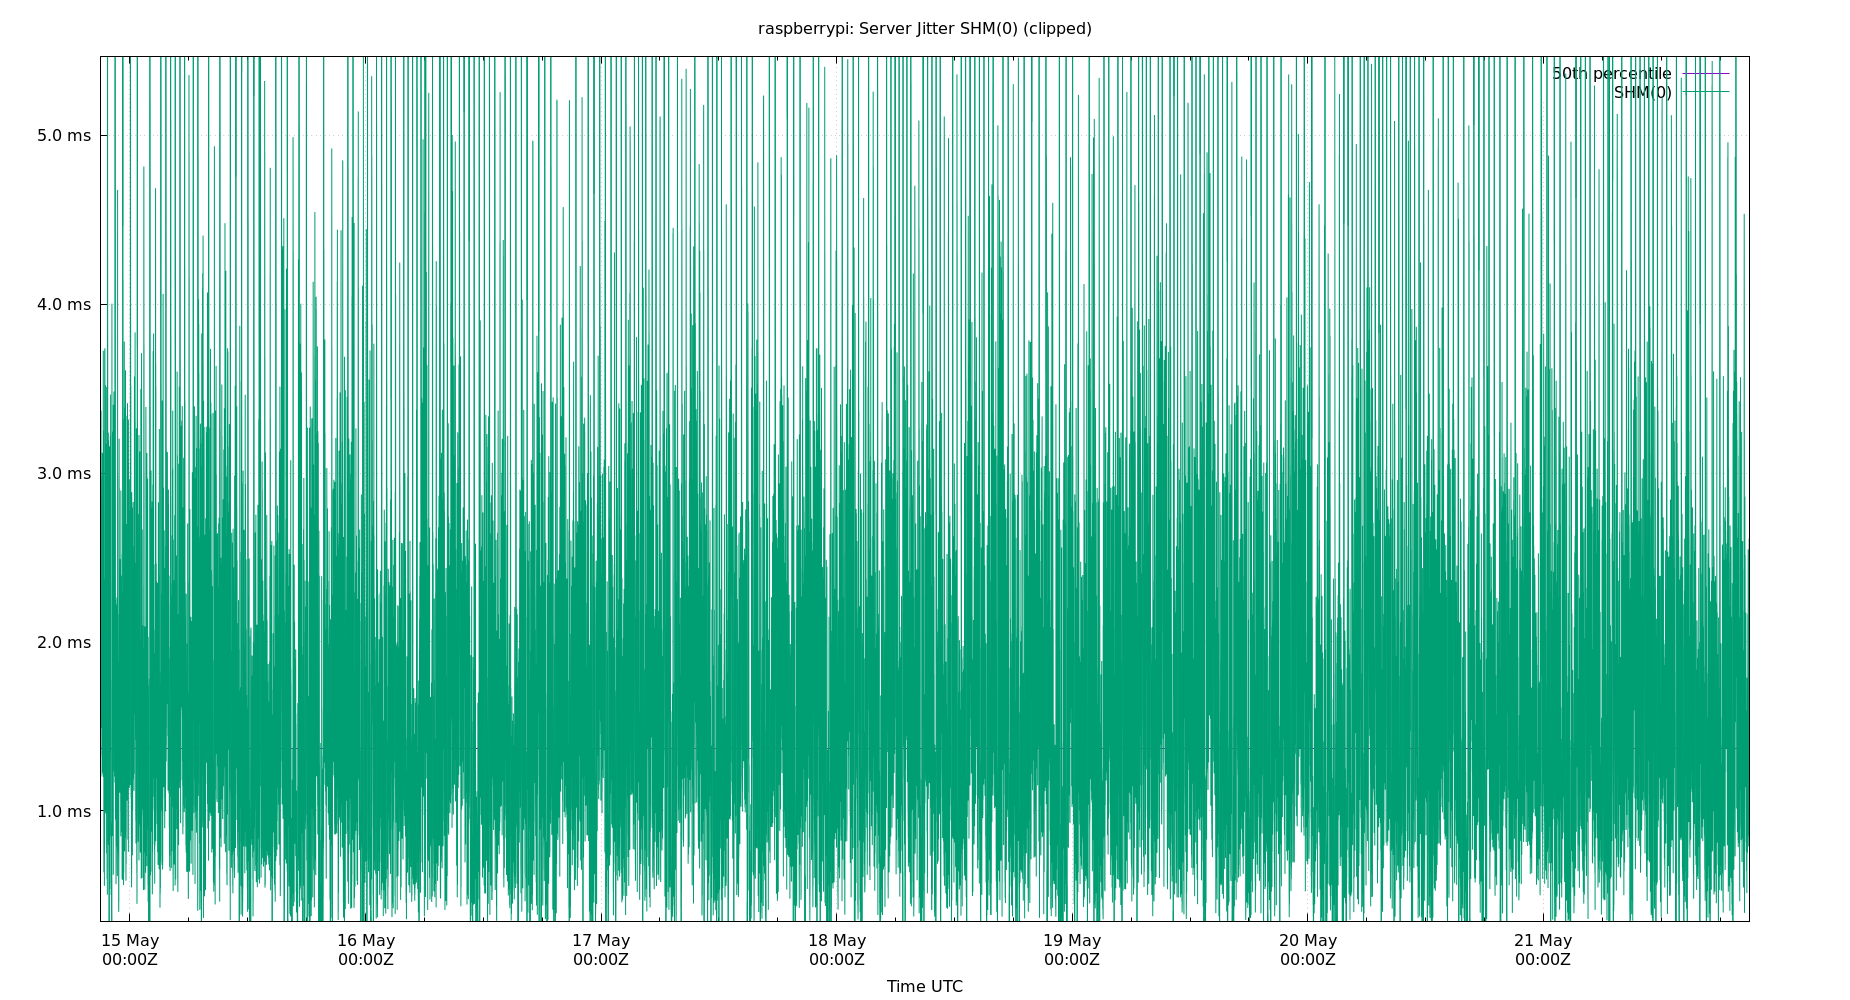 raspberrypi: Server Jitter SHM(0) (clipped)
50th percentile
SHM(0)
5.0 ms
4.0 ms
3.0 ms
2.0 ms
1.0 ms
15 May 16 May 17 May 18 May 19 May 20 May 21 May
00:00Z 00:00Z 00:00Z 00:00Z 00:00Z 00:00Z 00:00Z
Time UTC